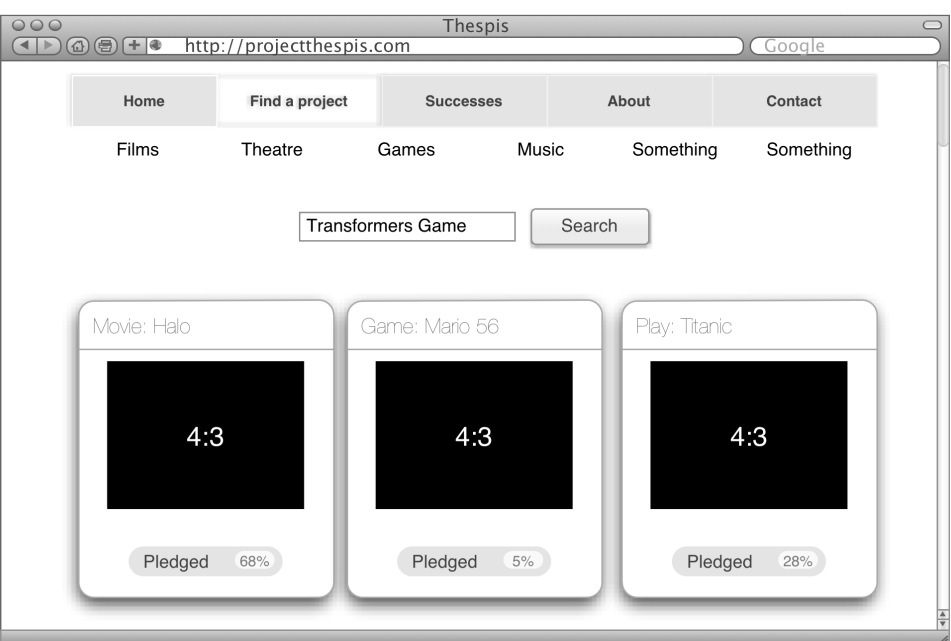 Thespis
http://projectthespis.com Google
Home Find a project Successes About Contact
Films Theatre Games Music Something Something
Transformers Game Search
Movie: Halo Game: Mario 56 Play: Titanic
4:3 4:3 4:3
Pledged 68% Pledged 5% Pledged 28%